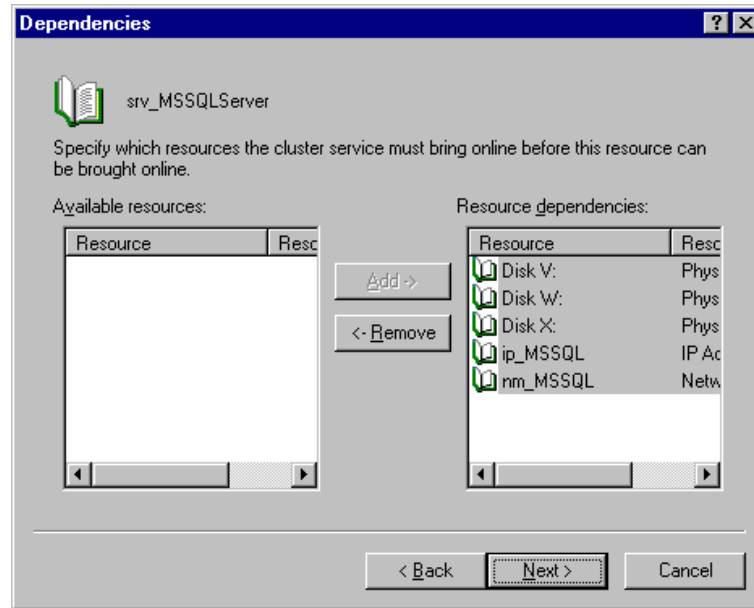 Dependencies
srv_MSSQLServer
Specify which resources the cluster service must bring online before this resource can
be brought online.
Available resources:
Resource Resc
Add ->
<- Remove
Resource dependencies:
Resource Resc
Disk V: Phys
Disk W: Phys
Disk X: Phys
ip_MSSQL IP Ac
nm_MSSQL Netw
< Back
Next >
Cancel